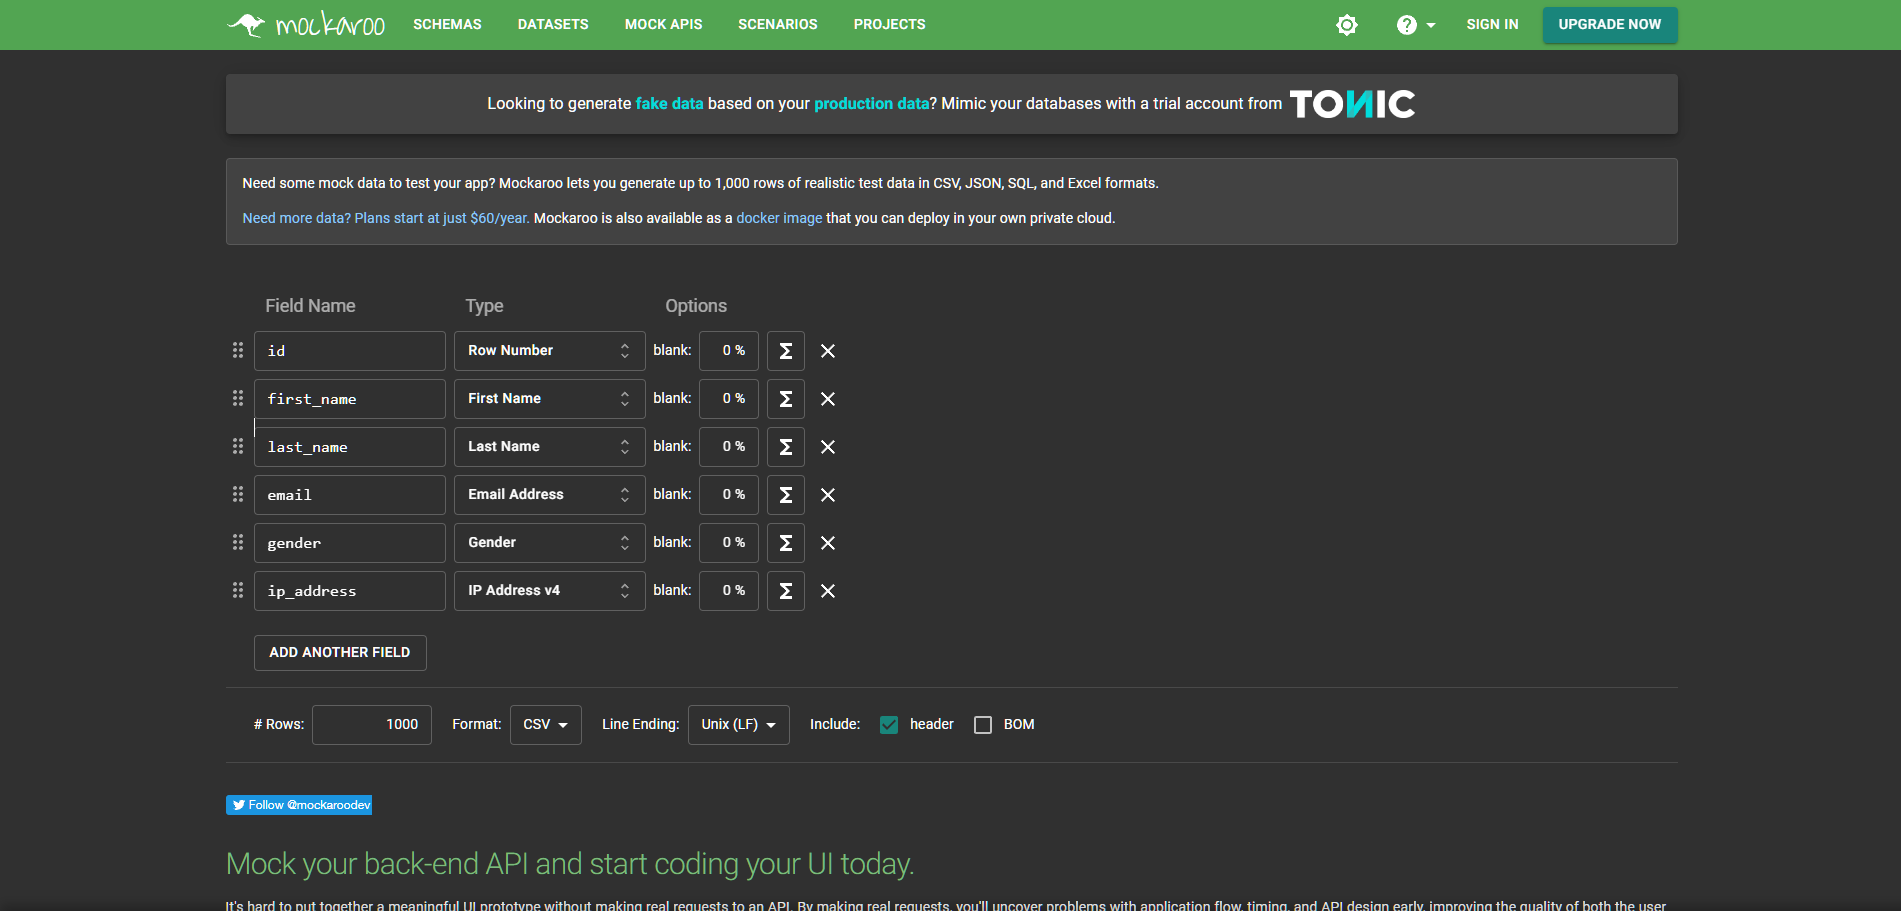 mockaroo SCHEMAS DATASETS MOCK APIS SCENARIOS PROJECTS ? SIGN IN UPGRADE NOW
Looking to generate fake data based on your production data? Mimic your databases with a trial account from TONIC
Need some mock data to test your app? Mockaroo lets you generate up to 1,000 rows of realistic test data in CSV, JSON, SQL, and Excel formats.
Need more data? Plans start at just $60/year. Mockaroo is also available as a docker image that you can deploy in your own private cloud.
Field Name Type Options
id Row Number blank: 0 % Σ
first_name First Name blank: 0 % Σ
last_name Last Name blank: 0 % Σ
email Email Address blank: 0 % Σ
gender Gender blank: 0 % Σ
ip_address IP Address v4 blank: 0 % Σ
ADD ANOTHER FIELD
# Rows: 1000 Format: CSV Line Ending: Unix (LF) Include: header BOM
Follow @mockaroodev
Mock your back-end API and start coding your UI today.
It's hard to put together a meaningful UI prototype without making real requests to an API. By making real requests, you'll uncover problems with application flow, timing, and API design early, improving the quality of both the user